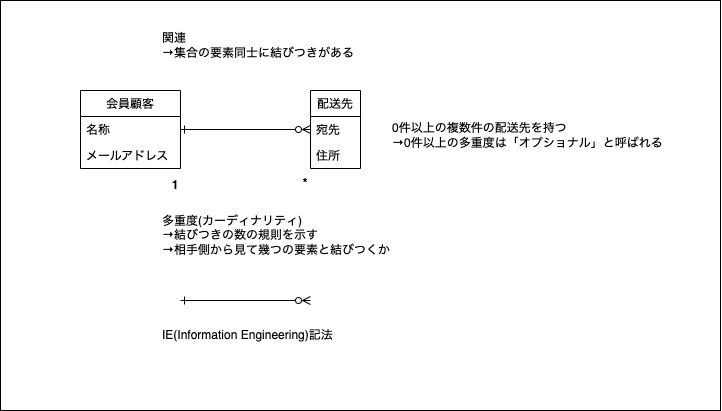 関連
→集合の要素同士に結びつきがある
会員顧客
名称
メールアドレス
配送先
宛先
住所
0件以上の複数件の配送先を持つ
→0件以上の多重度は「オプショナル」と呼ばれる
1
*
多重度(カーディナリティ)
→結びつきの数の規則を示す
→相手側から見て幾つの要素と結びつくか
IE(Information Engineering)記法